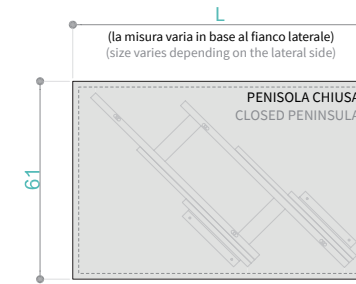 L
(la misura varia in base al fianco laterale)
(size varies depending on the lateral side)
PENISOLA CHIUSA
CLOSED PENINSULA
61